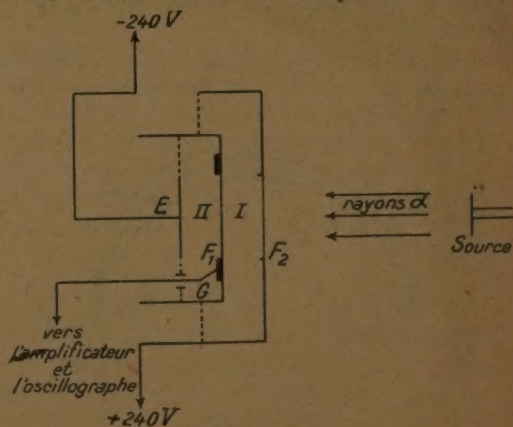 -240 V
E
II
I
F1
F2
G
rayons α
Source
vers
l'amplificateur
et
l'oscillographe
+240 V